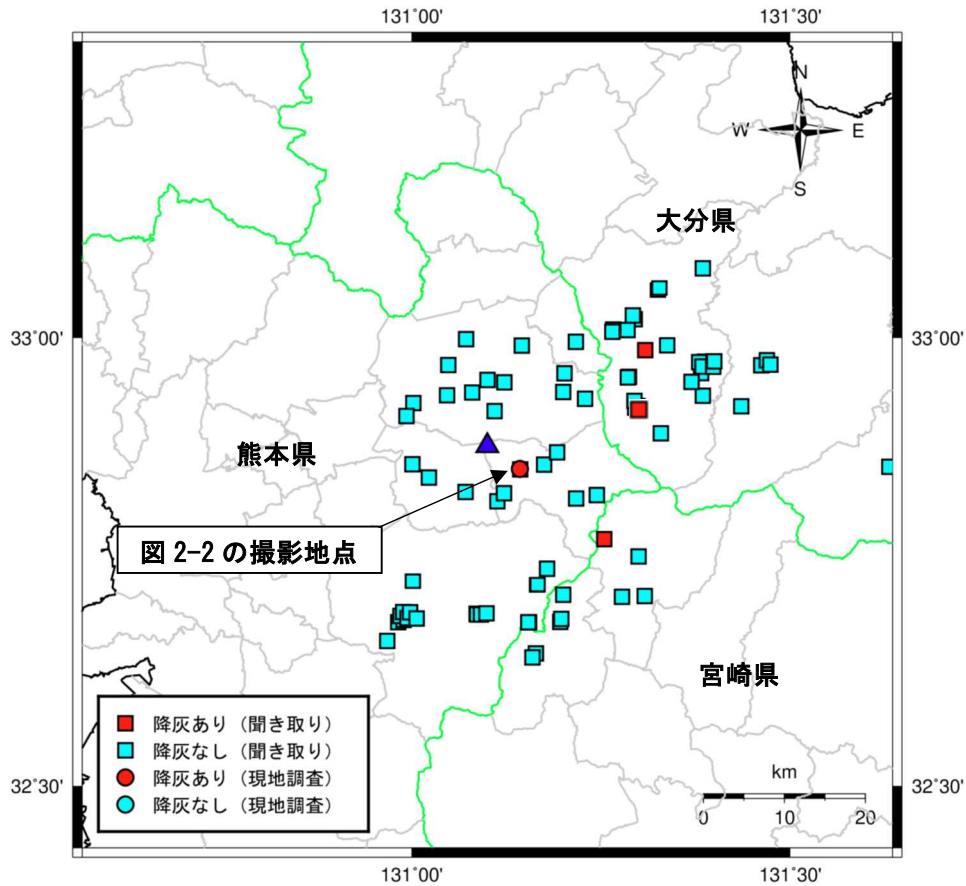 131°00'
131°30'
N
W
E
S
大分県
33°00'
33°00'
熊本県
図 2-2 の撮影地点
宮崎県
降灰あり（聞き取り）
降灰なし（聞き取り）
降灰あり（現地調査）
降灰なし（現地調査）
km
0
10
20
32°30'
32°30'
131°00'
131°30'